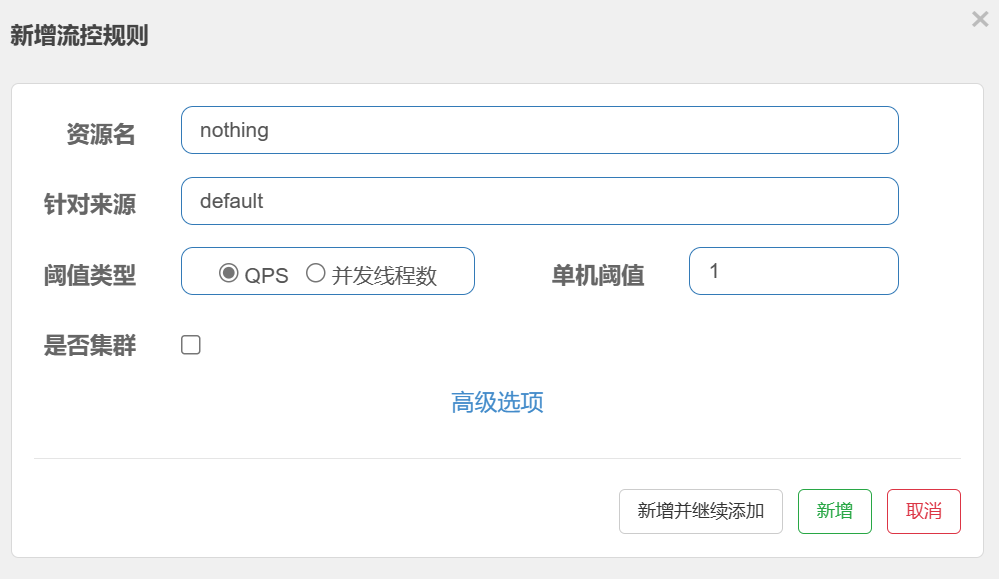 新增流控规则
×
资源名 nothing
针对来源 default
阈值类型 QPS 并发线程数 单机阈值 1
是否集群
高级选项
新增并继续添加 新增 取消